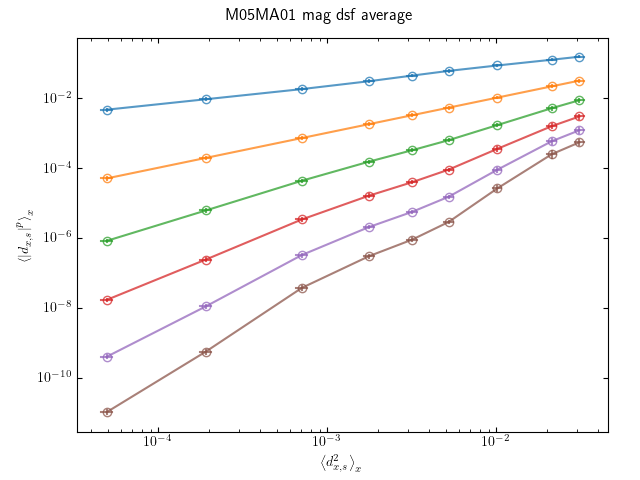 M05MA01 mag dsf average
10⁻²
10⁻⁴
10⁻⁶
10⁻⁸
10⁻¹⁰
⟨|d_{x,s}|^p⟩_x
10⁻⁴ 10⁻³ 10⁻²
⟨d²_{x,s}⟩_x